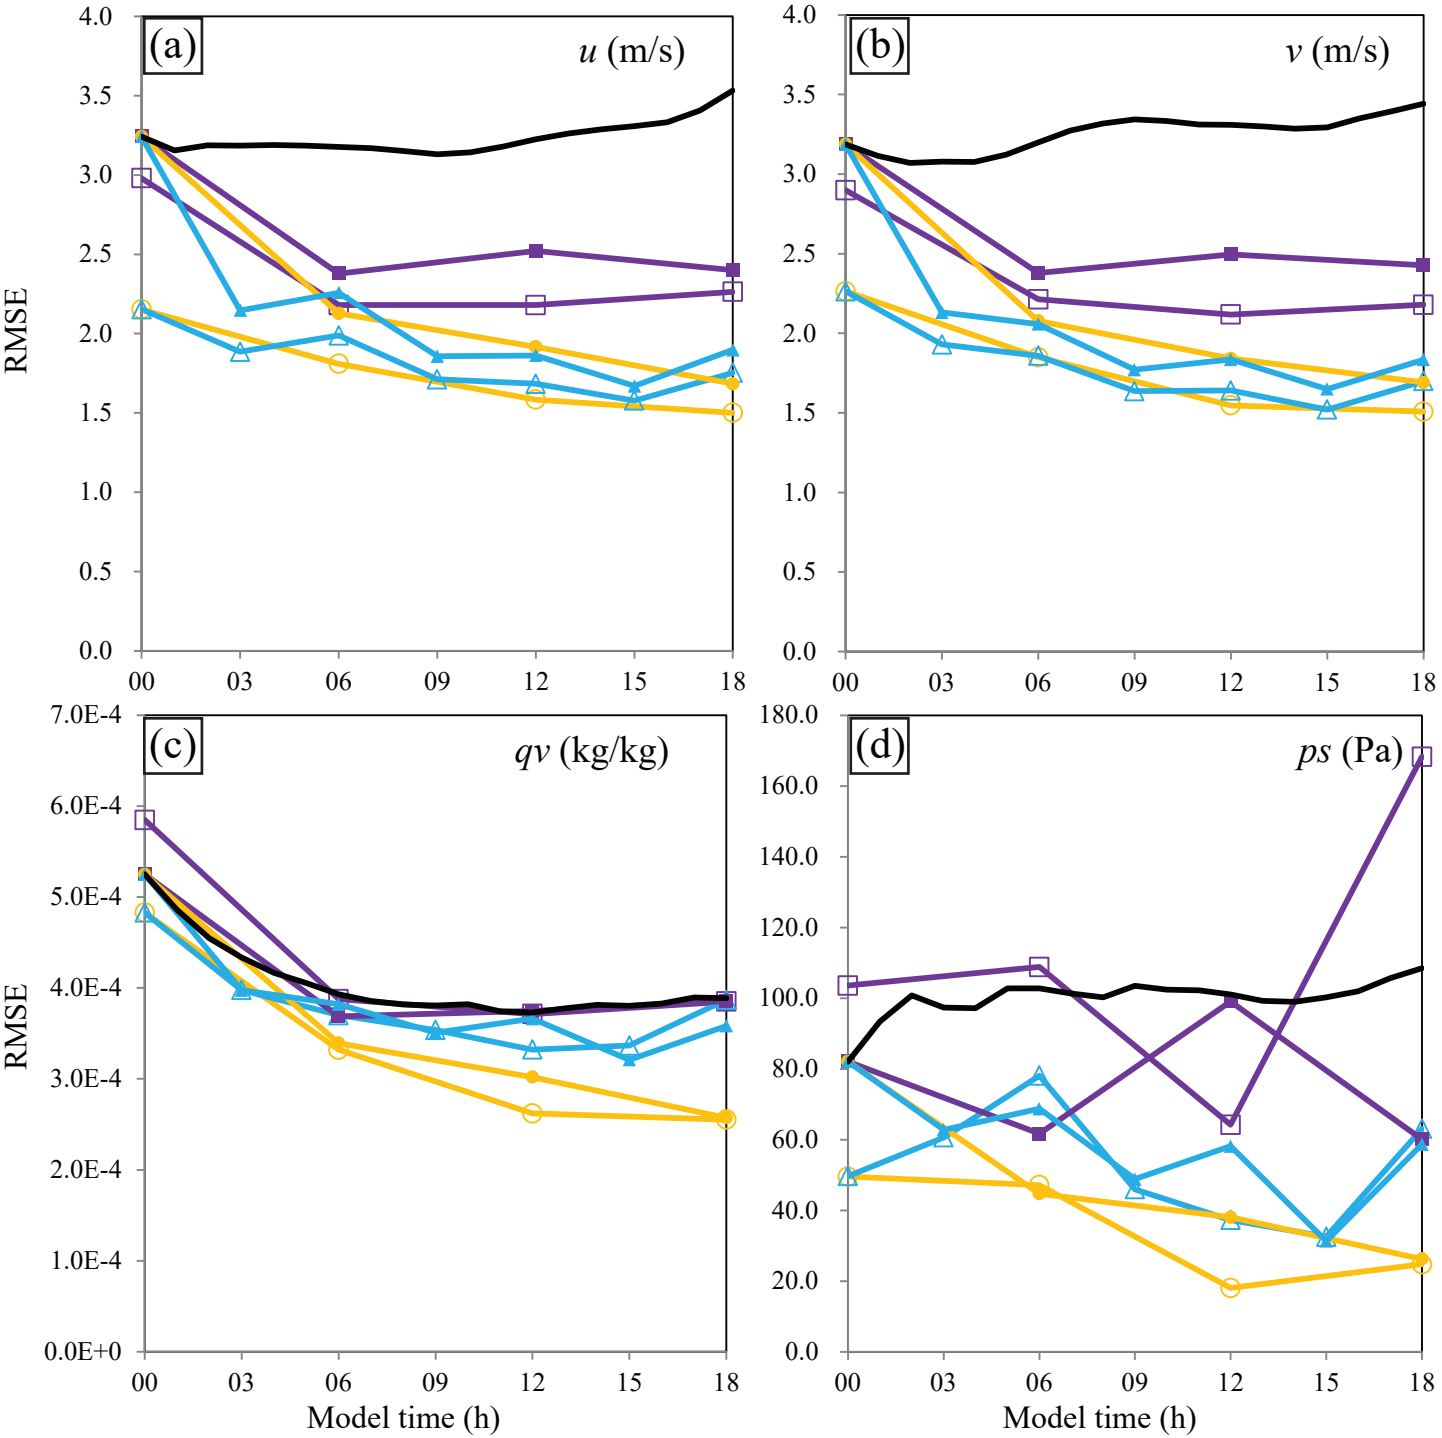 (a) u (m/s)
4.0
3.5
3.0
2.5
2.0
1.5
1.0
0.5
0.0
RMSE
00 03 06 09 12 15 18
(b) v (m/s)
4.0
3.5
3.0
2.5
2.0
1.5
1.0
0.5
0.0
00 03 06 09 12 15 18
(c) qv (kg/kg)
7.0E-4
6.0E-4
5.0E-4
4.0E-4
3.0E-4
2.0E-4
1.0E-4
0.0E+0
RMSE
00 03 06 09 12 15 18
Model time (h)
(d) ps (Pa)
180.0
160.0
140.0
120.0
100.0
80.0
60.0
40.0
20.0
0.0
00 03 06 09 12 15 18
Model time (h)